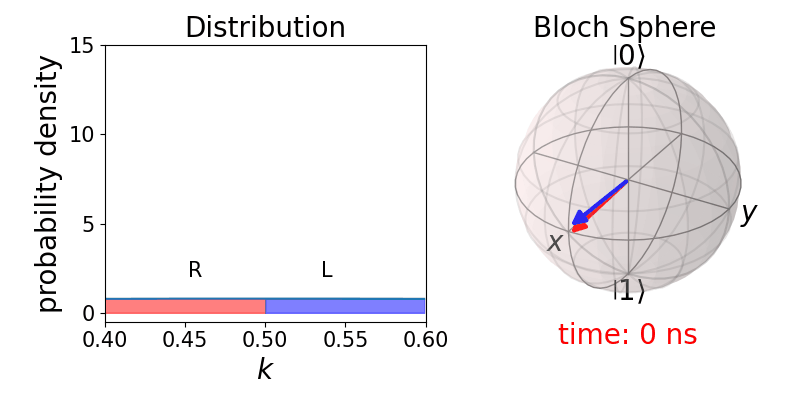 Distribution
probability density
15
10
5
0
R
L
0.40
0.45
0.50
0.55
0.60
k
Bloch Sphere
|0⟩
x
y
|1⟩
time: 0 ns